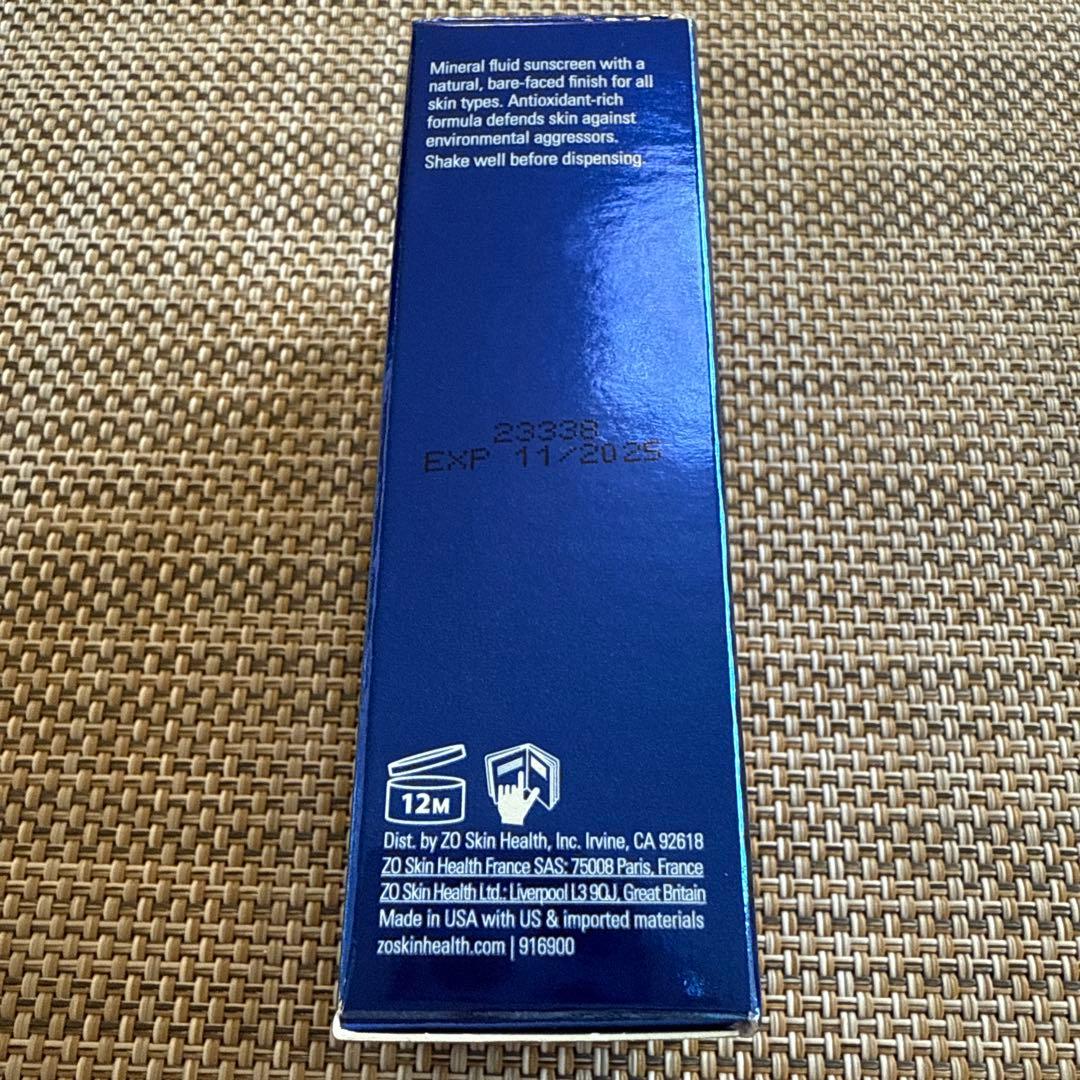 Mineral fluid sunscreen with a
natural, bare-faced finish for all
skin types. Antioxidant-rich
formula defends skin against
environmental aggressors.
Shake well before dispensing.
23338
EXP 11/2025
12M
Dist. by ZO Skin Health, Inc. Irvine, CA 92618
ZO Skin Health France SAS: 75008 Paris, France
ZO Skin Health Ltd.: Liverpool L3 9QJ, Great Britain
Made in USA with US & imported materials
zoskinhealth.com | 916900